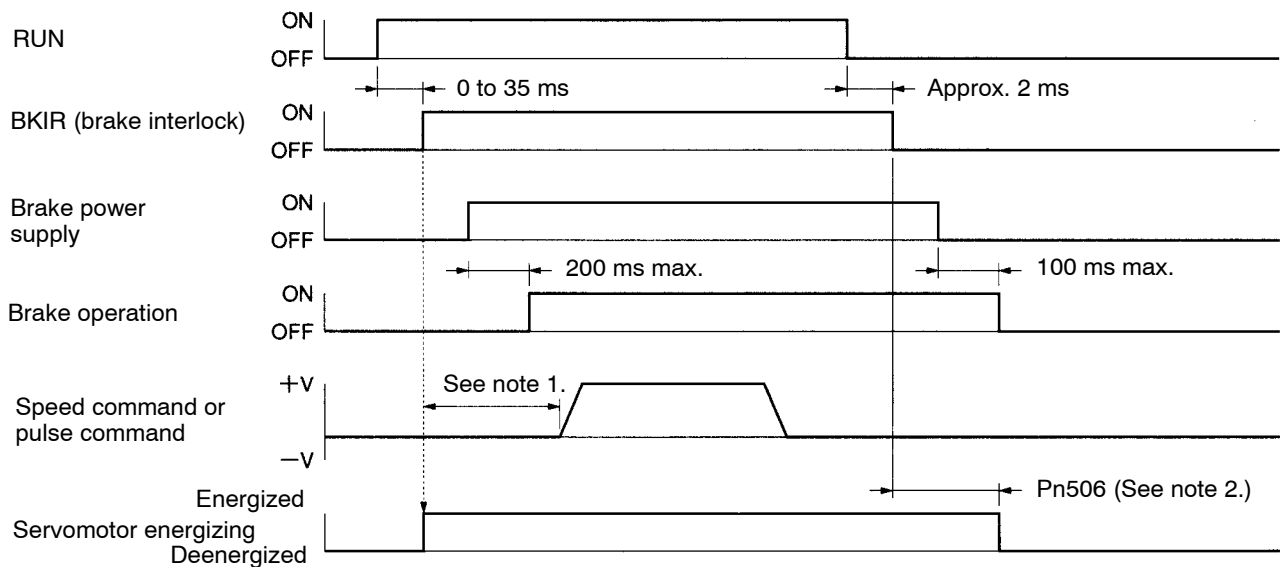 ON
RUN
OFF
0 to 35 ms
Approx. 2 ms
ON
BKIR (brake interlock)
OFF
ON
Brake power
supply
OFF
200 ms max.
100 ms max.
ON
Brake operation
OFF
+V
See note 1.
Speed command or
pulse command
−V
Pn506 (See note 2.)
Energized
Servomotor energizing
Deenergized